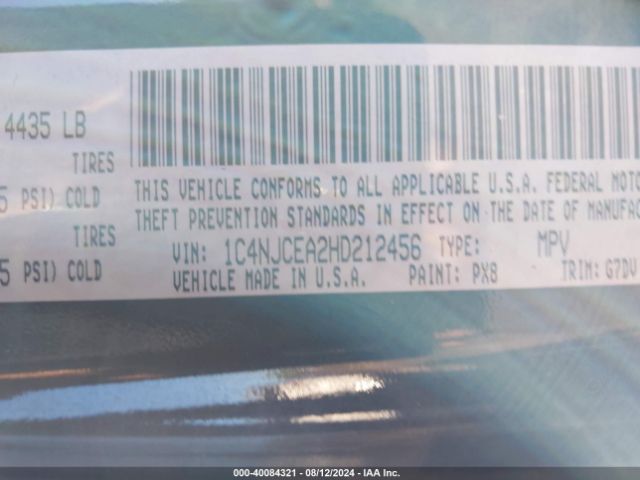 4435 LB
TIRES
5 PSI) COLD
TIRES
5 PSI) COLD
THIS VEHICLE CONFORMS TO ALL APPLICABLE U.S.A. FEDERAL MOTO
THEFT PREVENTION STANDARDS IN EFFECT ON THE DATE OF MANUFAC
VIN: 1C4NJCEA2HD212456 TYPE: MPV
VEHICLE MADE IN U.S.A. PAINT: PX8 TRIM: G7DV
000-40084321 - 08/12/2024 - IAA Inc.